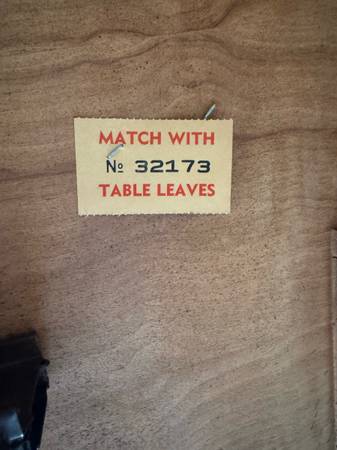 MATCH WITH
№ 32173
TABLE LEAVES